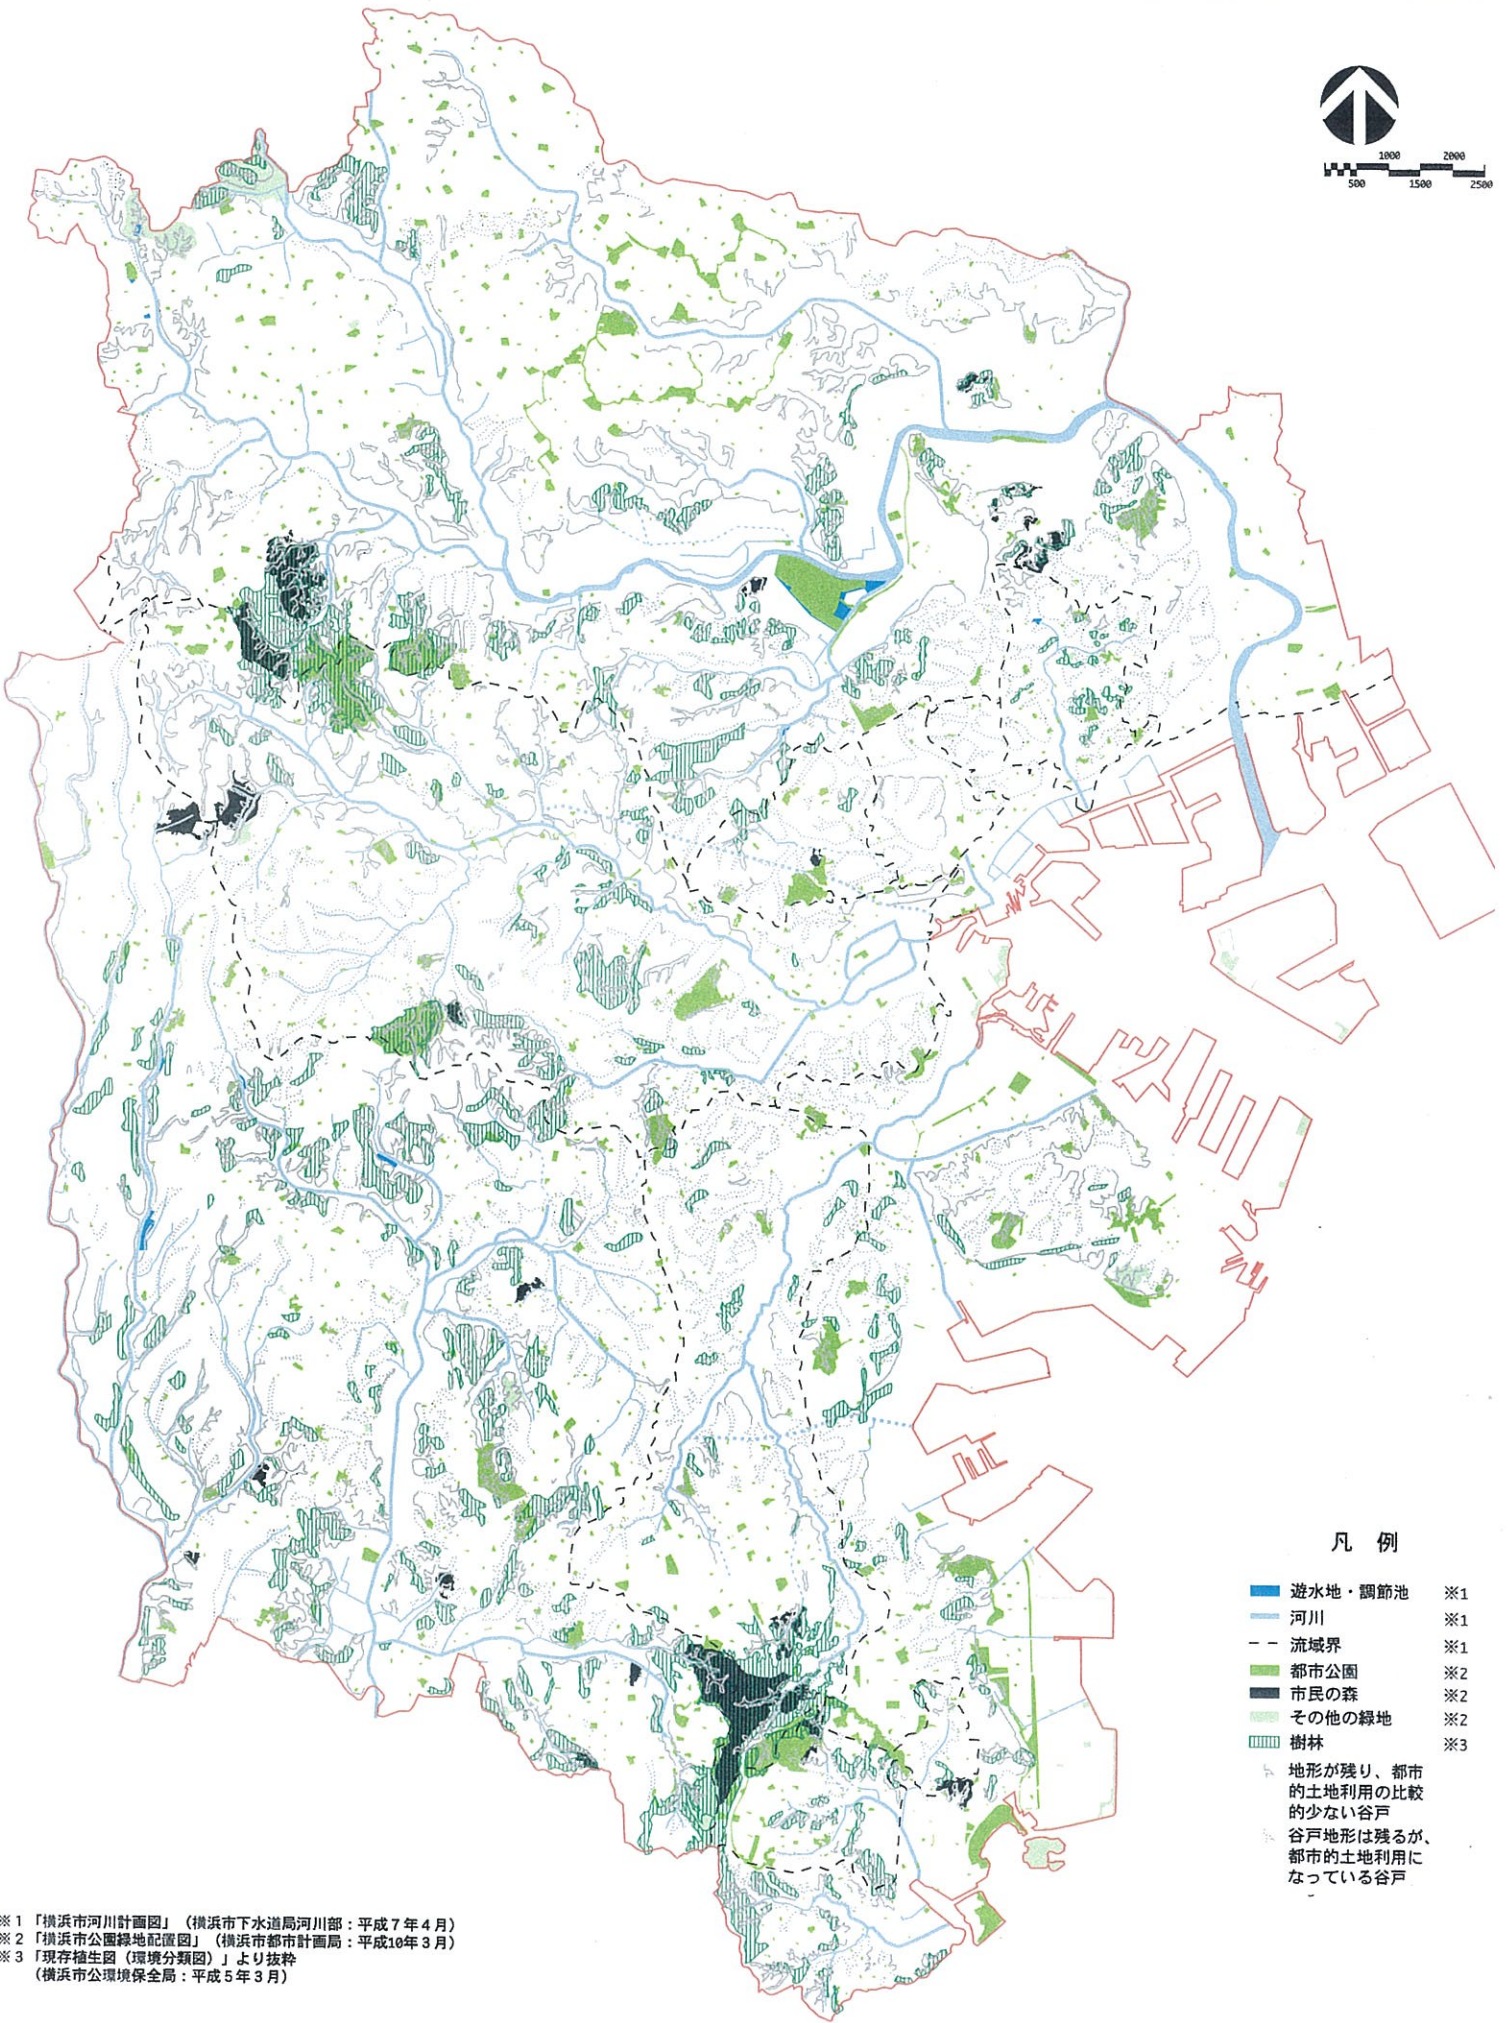 1000 2000
500 1500 2500
凡 例
遊水地・調節池 ※1
河川 ※1
流域界 ※1
都市公園 ※2
市民の森 ※2
その他の緑地 ※2
樹林 ※3
地形が残り、都市
的土地利用の比較
的少ない谷戸
谷戸地形は残るが、
都市的土地利用に
なっている谷戸
※1「横浜市河川計画図」（横浜市下水道局河川部：平成7年4月）
※2「横浜市公園緑地配置図」（横浜市都市計画局：平成10年3月）
※3「現存植生図（環境分類図）」より抜粋
（横浜市公環境保全局：平成5年3月）